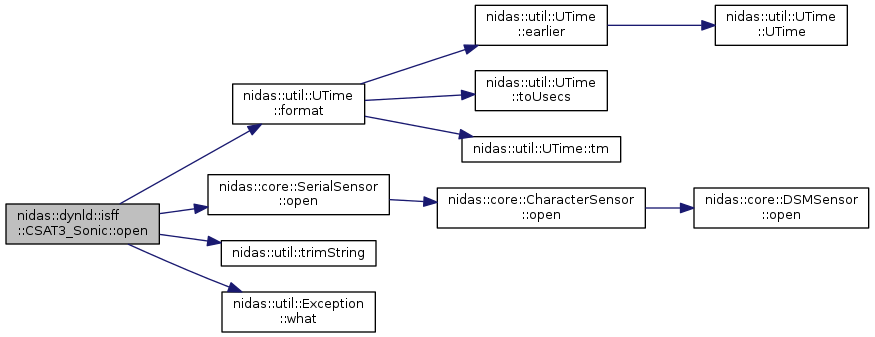 nidas::util::UTime
::earlier
nidas::util::UTime
::UTime
nidas::util::UTime
::format
nidas::util::UTime
::toUsecs
nidas::util::UTime::tm
nidas::dynld::isff
::CSAT3_Sonic::open
nidas::core::SerialSensor
::open
nidas::core::CharacterSensor
::open
nidas::core::DSMSensor
::open
nidas::util::trimString
nidas::util::Exception
::what